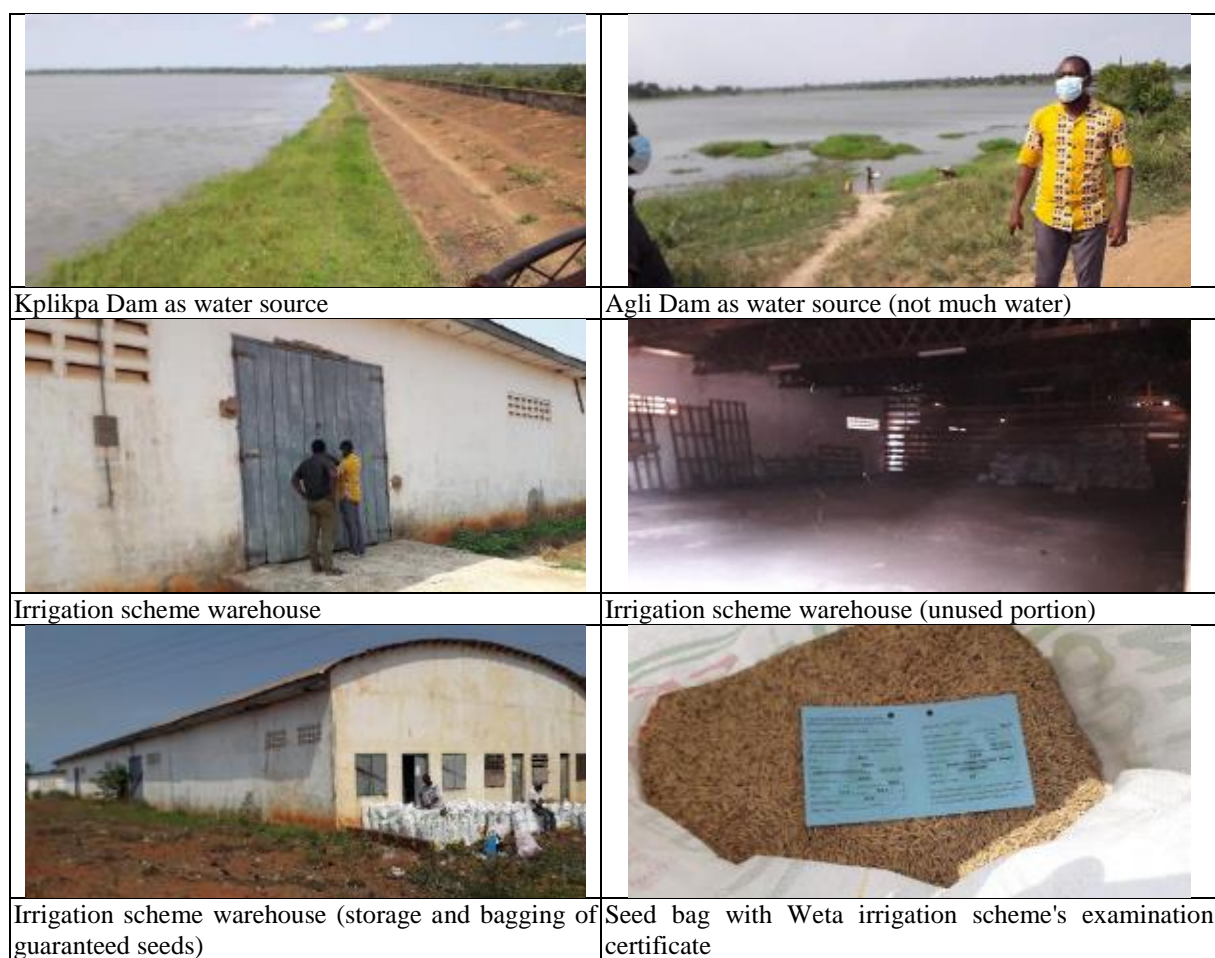 Kplikpa Dam as water source
Agli Dam as water source (not much water)
Irrigation scheme warehouse
Irrigation scheme warehouse (unused portion)
Irrigation scheme warehouse (storage and bagging of
guaranteed seeds)
Seed bag with Weta irrigation scheme's examination
certificate